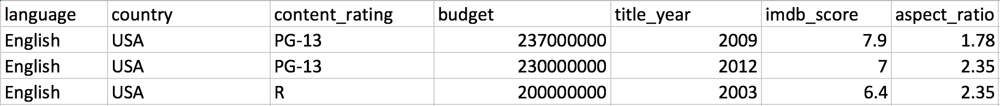 language country content_rating budget title_year imdb_score aspect_ratio
English USA PG-13 237000000 2009 7.9 1.78
English USA PG-13 230000000 2012 7 2.35
English USA R 200000000 2003 6.4 2.35